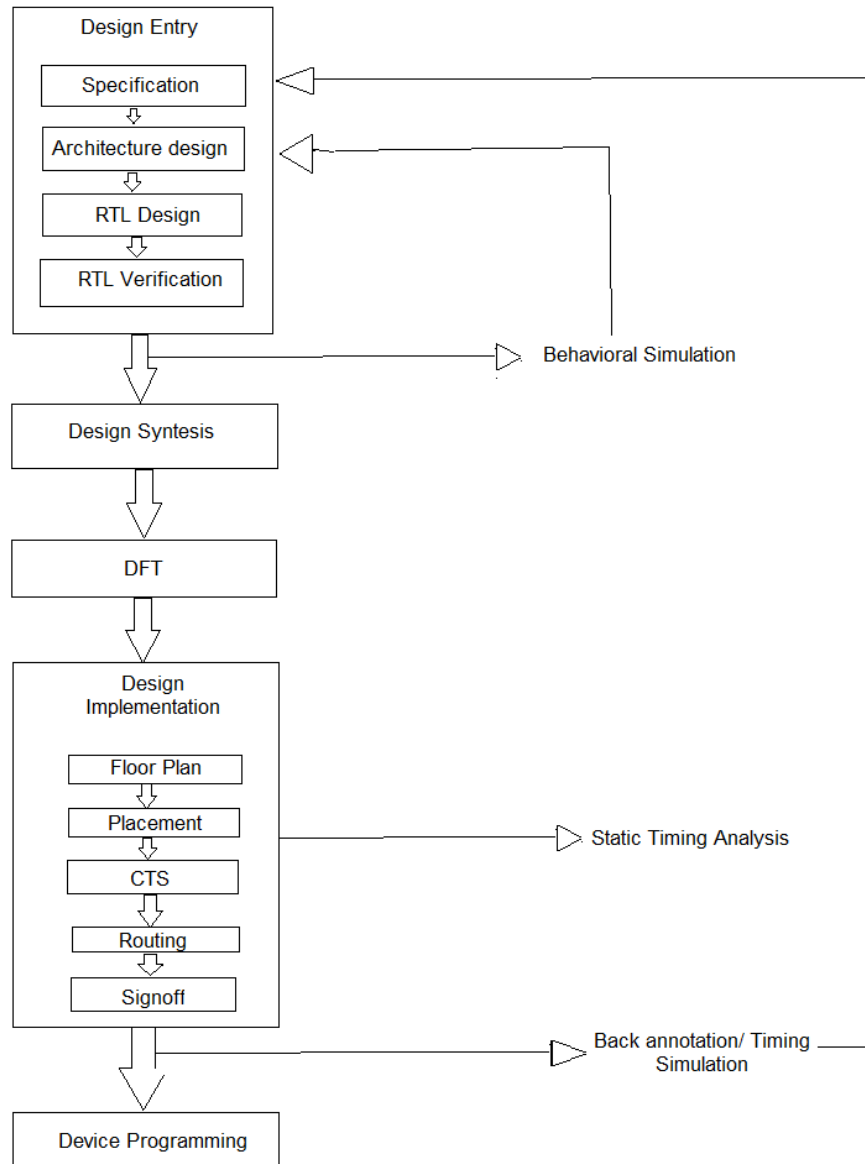 Design Entry
Specification
Architecture design
RTL Design
RTL Verification
Behavioral Simulation
Design Syntesis
DFT
Design
Implementation
Floor Plan
Placement
Static Timing Analysis
CTS
Routing
Signoff
Back annotation/ Timing
Simulation
Device Programming